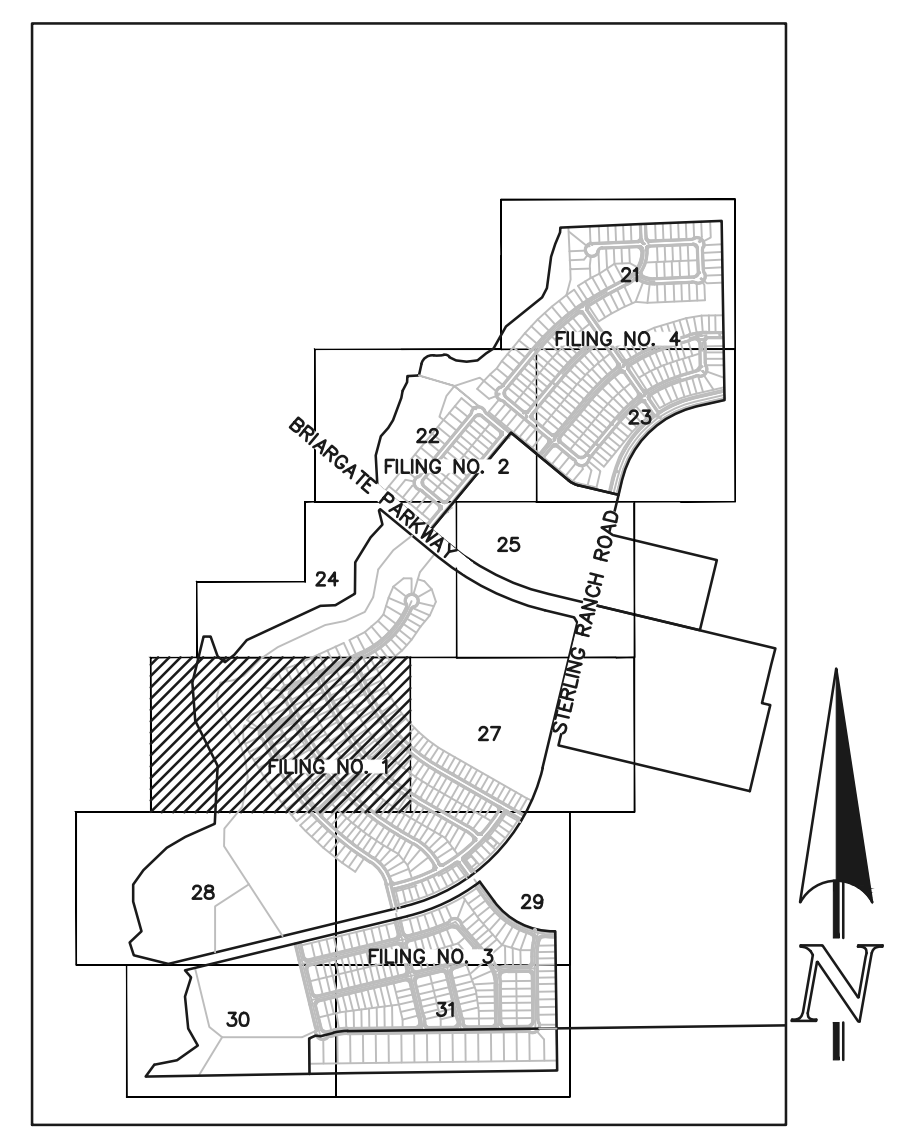 21
FILING NO. 4
23
22
FILING NO. 2
BRIARGATE PARKWAY
25
24
STERLING RANCH ROAD
27
FILING NO. 1
28
29
FILING NO. 3
31
30
N